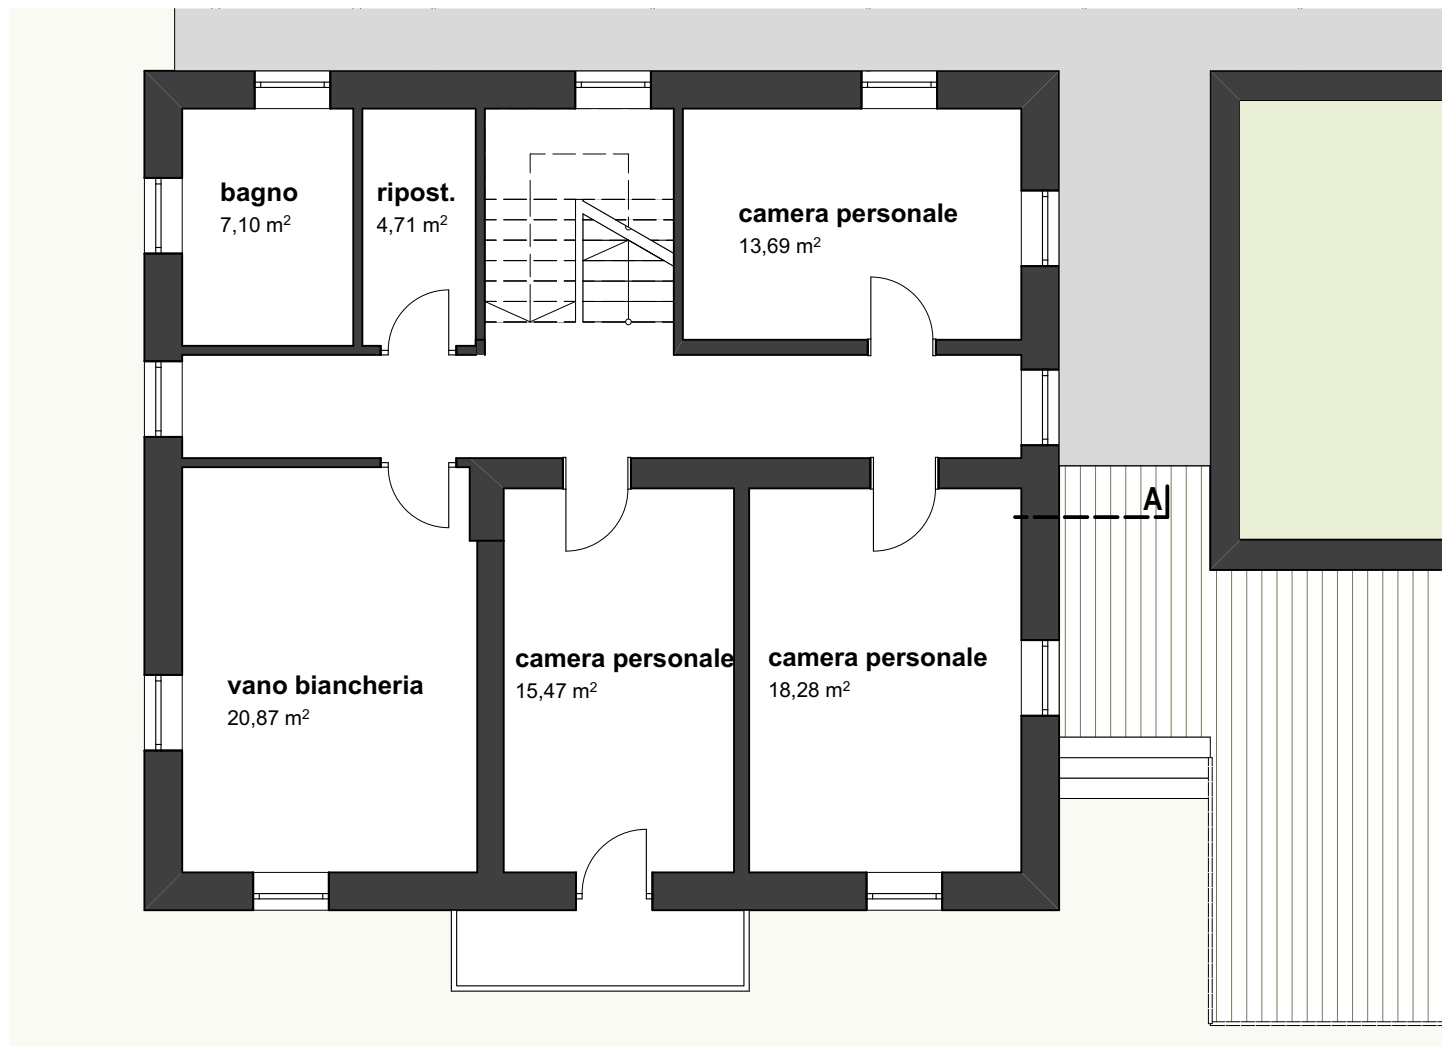 bagno
7,10 m²
ripost.
4,71 m²
camera personale
13,69 m²
A
camera personale
15,47 m²
camera personale
18,28 m²
vano biancheria
20,87 m²